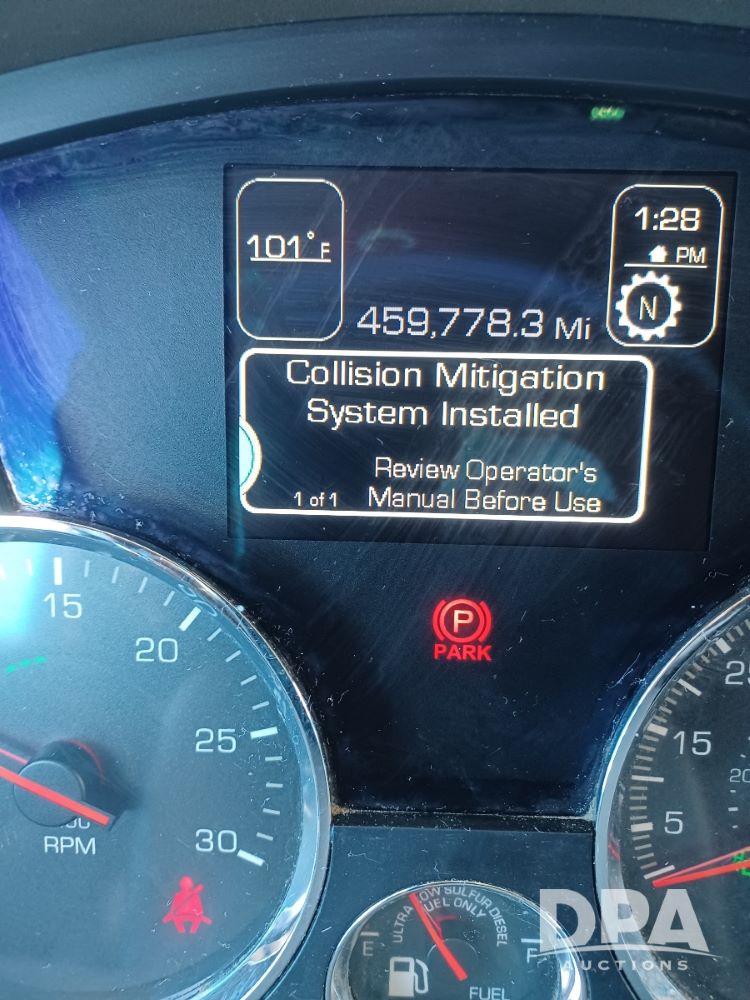 101°F
1:28
PM
N
459,778.3 Mi
Collision Mitigation
System Installed
Review Operator's
1 of 1 Manual Before Use
P
PARK
15
20
25
30
RPM
5
15
25
20
ULTRA LOW SULFUR DIESEL
FUEL ONLY
E
F
FUEL
DPA
AUCTIONS